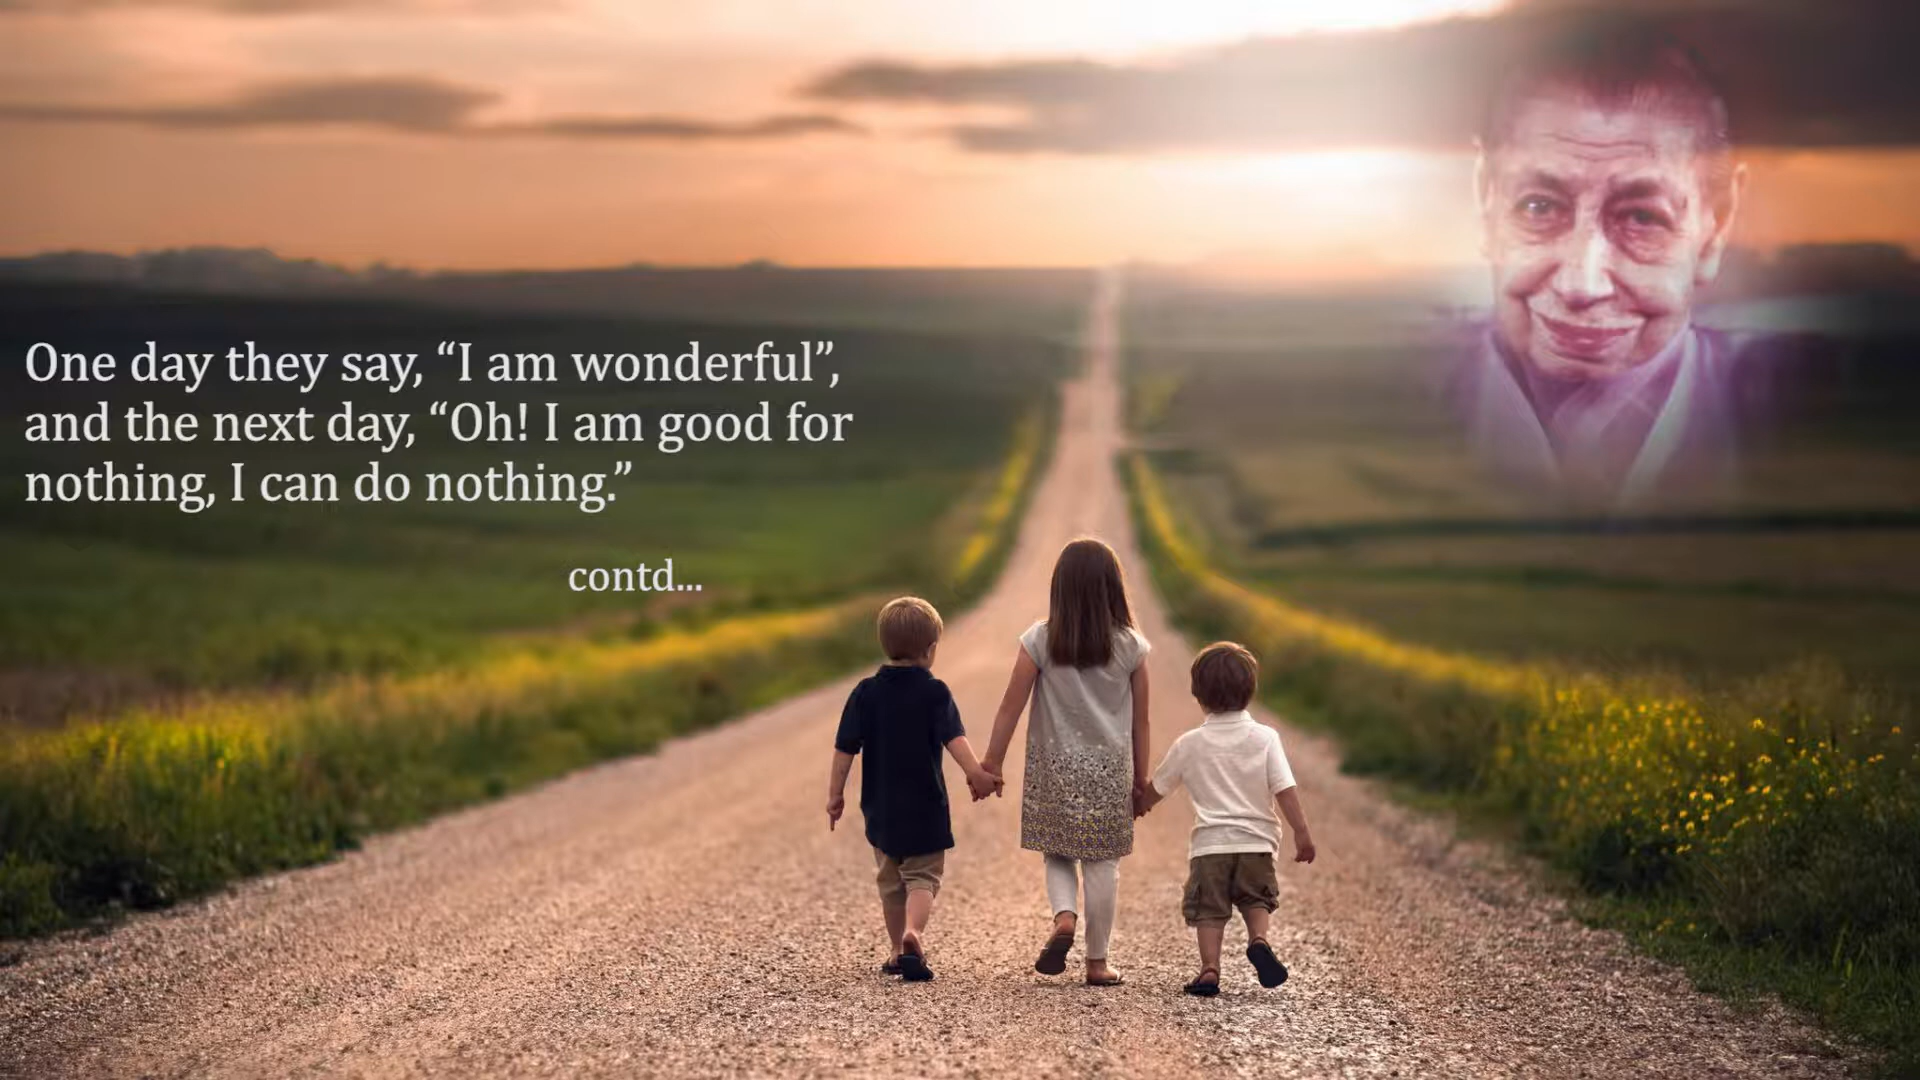 One day they say, “I am wonderful”,
and the next day, “Oh! I am good for
nothing, I can do nothing.”
contd...